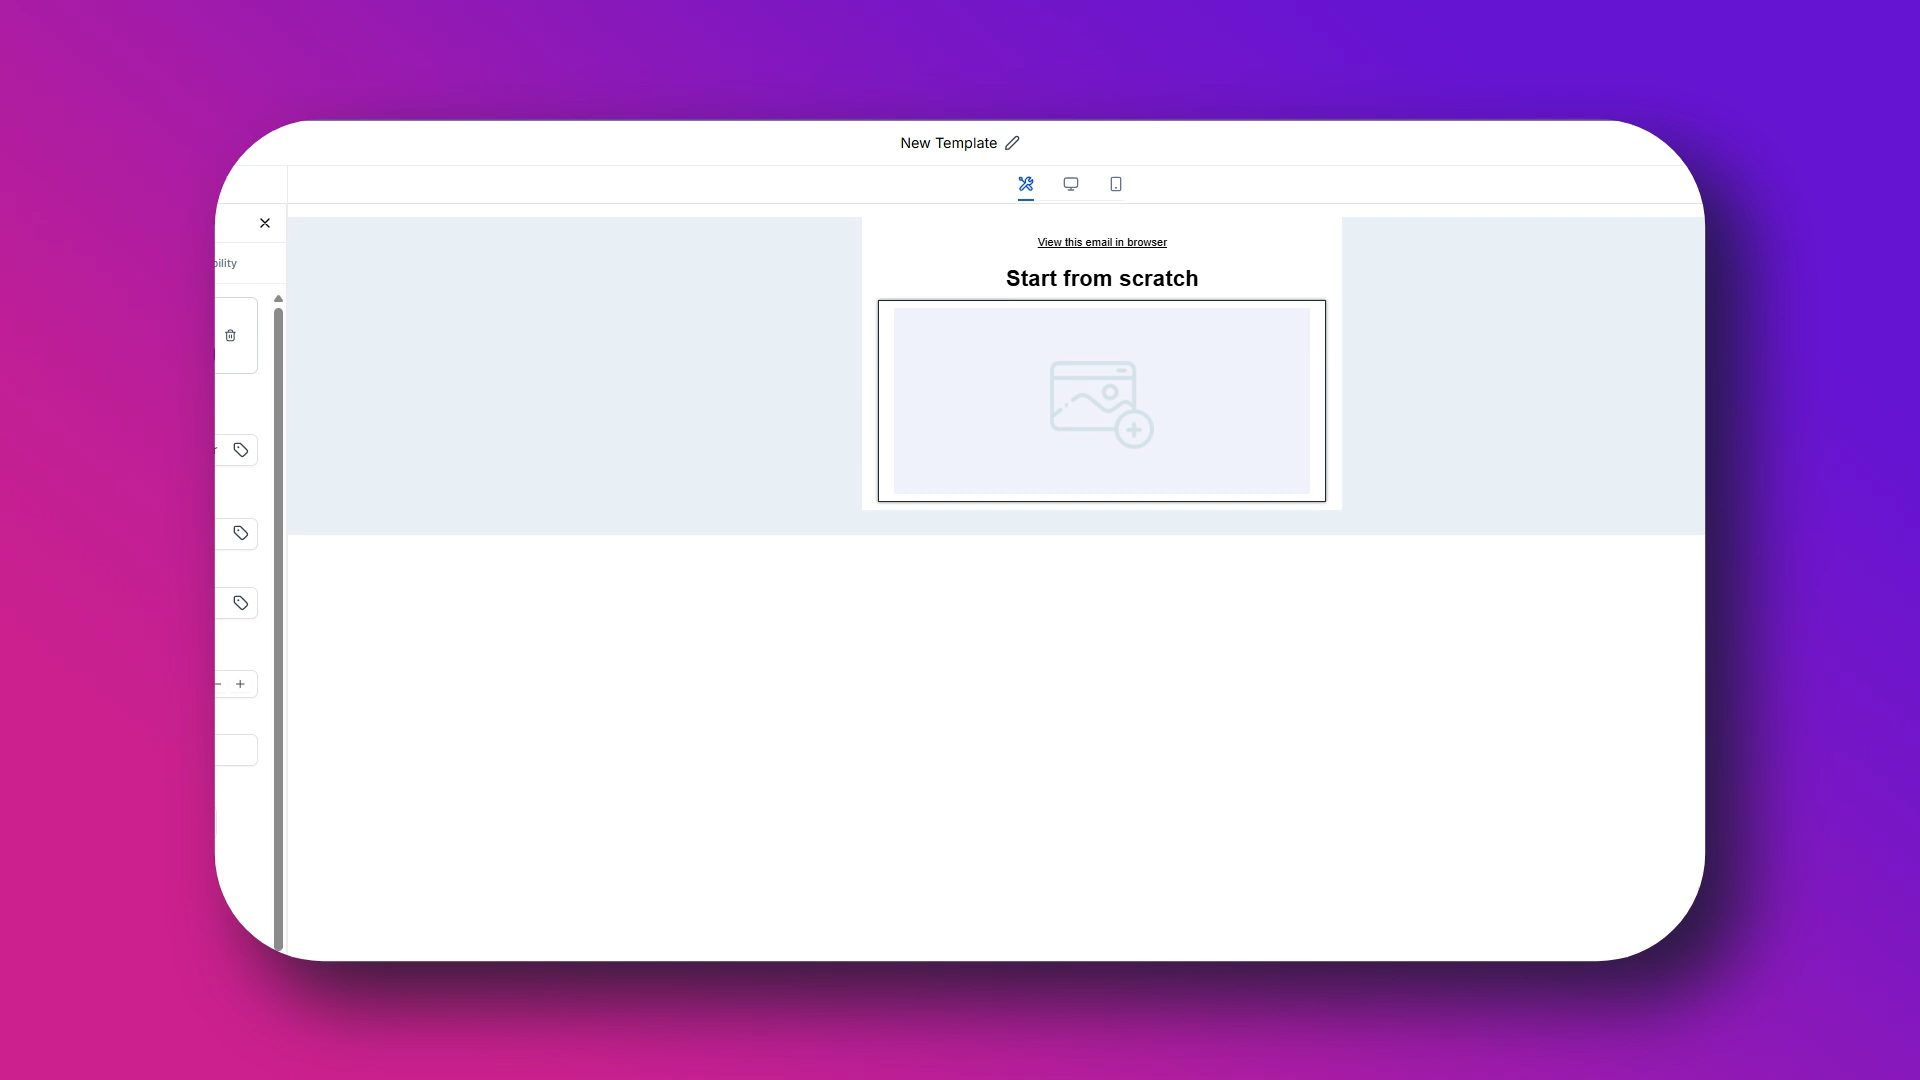 New Template
bility
View this email in browser
Start from scratch